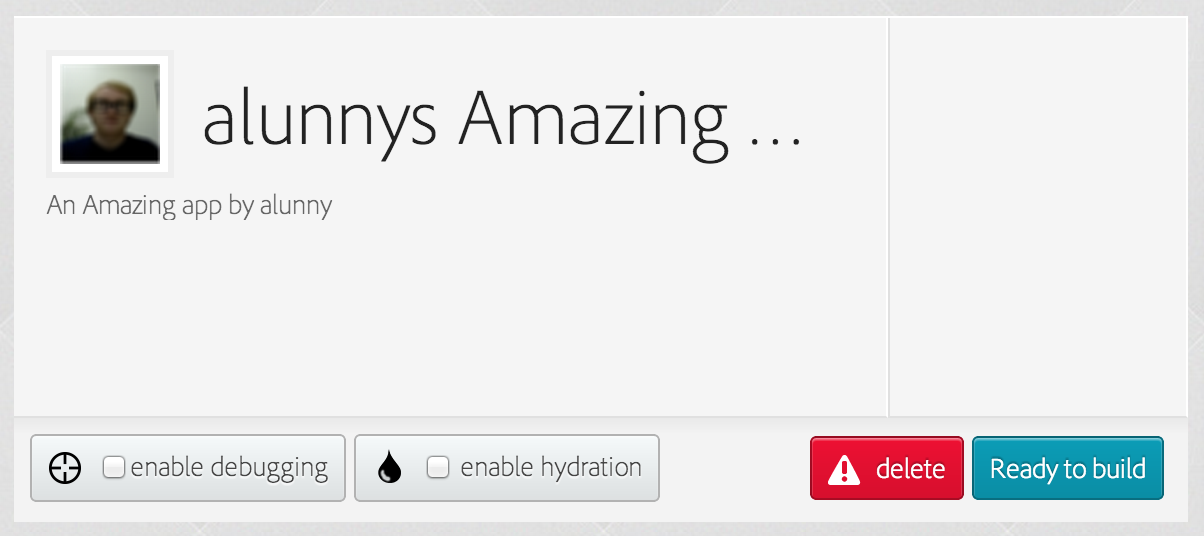 alunnys Amazing ...
An Amazing app by alunny
enable debugging
enable hydration
delete
Ready to build